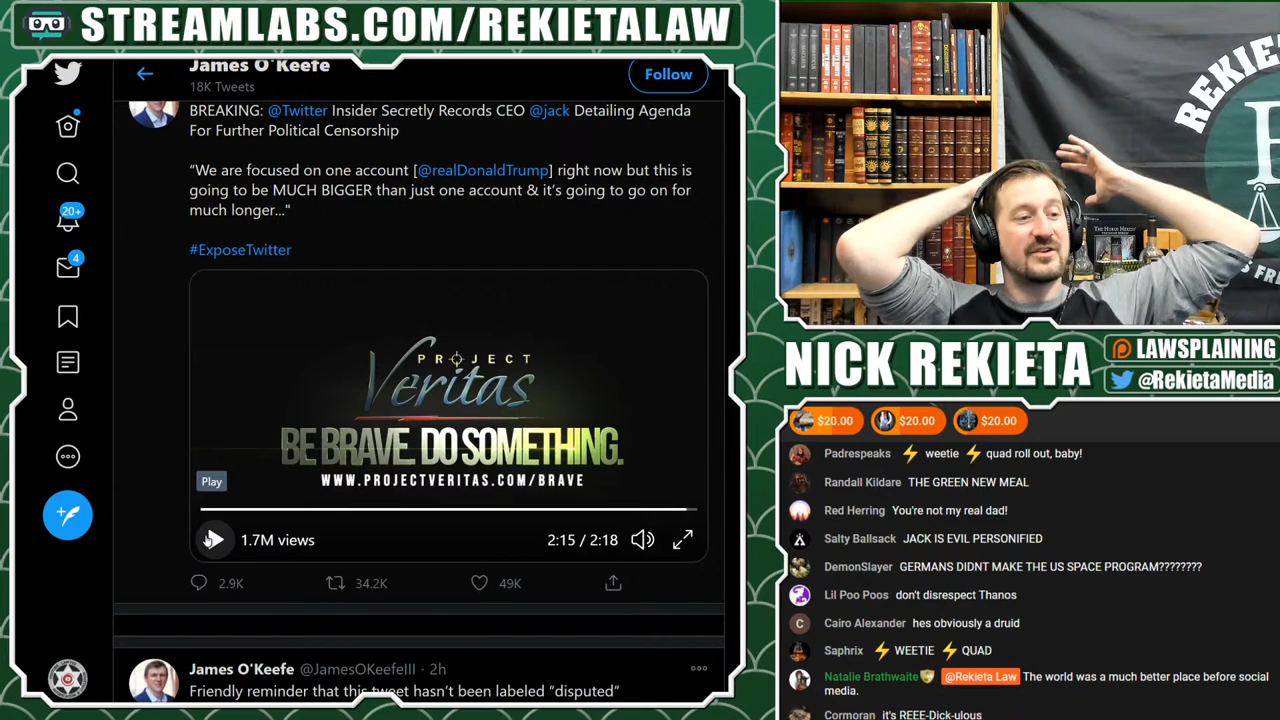 STREAMLABS.COM/REKIETALAW
James O'Keefe
18K Tweets
Follow
BREAKING: @Twitter Insider Secretly Records CEO @jack Detailing Agenda
For Further Political Censorship
“We are focused on one account [@realDonaldTrump] right now but this is
going to be MUCH BIGGER than just one account & it’s going to go on for
much longer..."
#ExposeTwitter
20+
4
PROJECT
Veritas
BE BRAVE. DO SOMETHING.
WWW.PROJECTVERITAS.COM/BRAVE
Play
1.7M views
2:15 / 2:18
2.9K
34.2K
49K
James O'Keefe @JamesOKeefeIII · 2h
Friendly reminder that this tweet hasn’t been labeled “disputed”
REKIE
NICK REKIETA
LAWSPLAINING
@RekietaMedia
$20.00
$20.00
$20.00
Padrespeaks ⚡ weetie ⚡ quad roll out, baby!
Randall Kildare THE GREEN NEW MEAL
Red Herring You're not my real dad!
Salty Ballsack JACK IS EVIL PERSONIFIED
DemonSlayer GERMANS DIDNT MAKE THE US SPACE PROGRAM????????
Lil Poo Poos don't disrespect Thanos
C
Cairo Alexander hes obviously a druid
Saphrix ⚡ WEETIE ⚡ QUAD
Natalie Brathwaite @Rekieta Law The world was a much better place before social
media.
Cormoran it's REEE-Dick-ulous